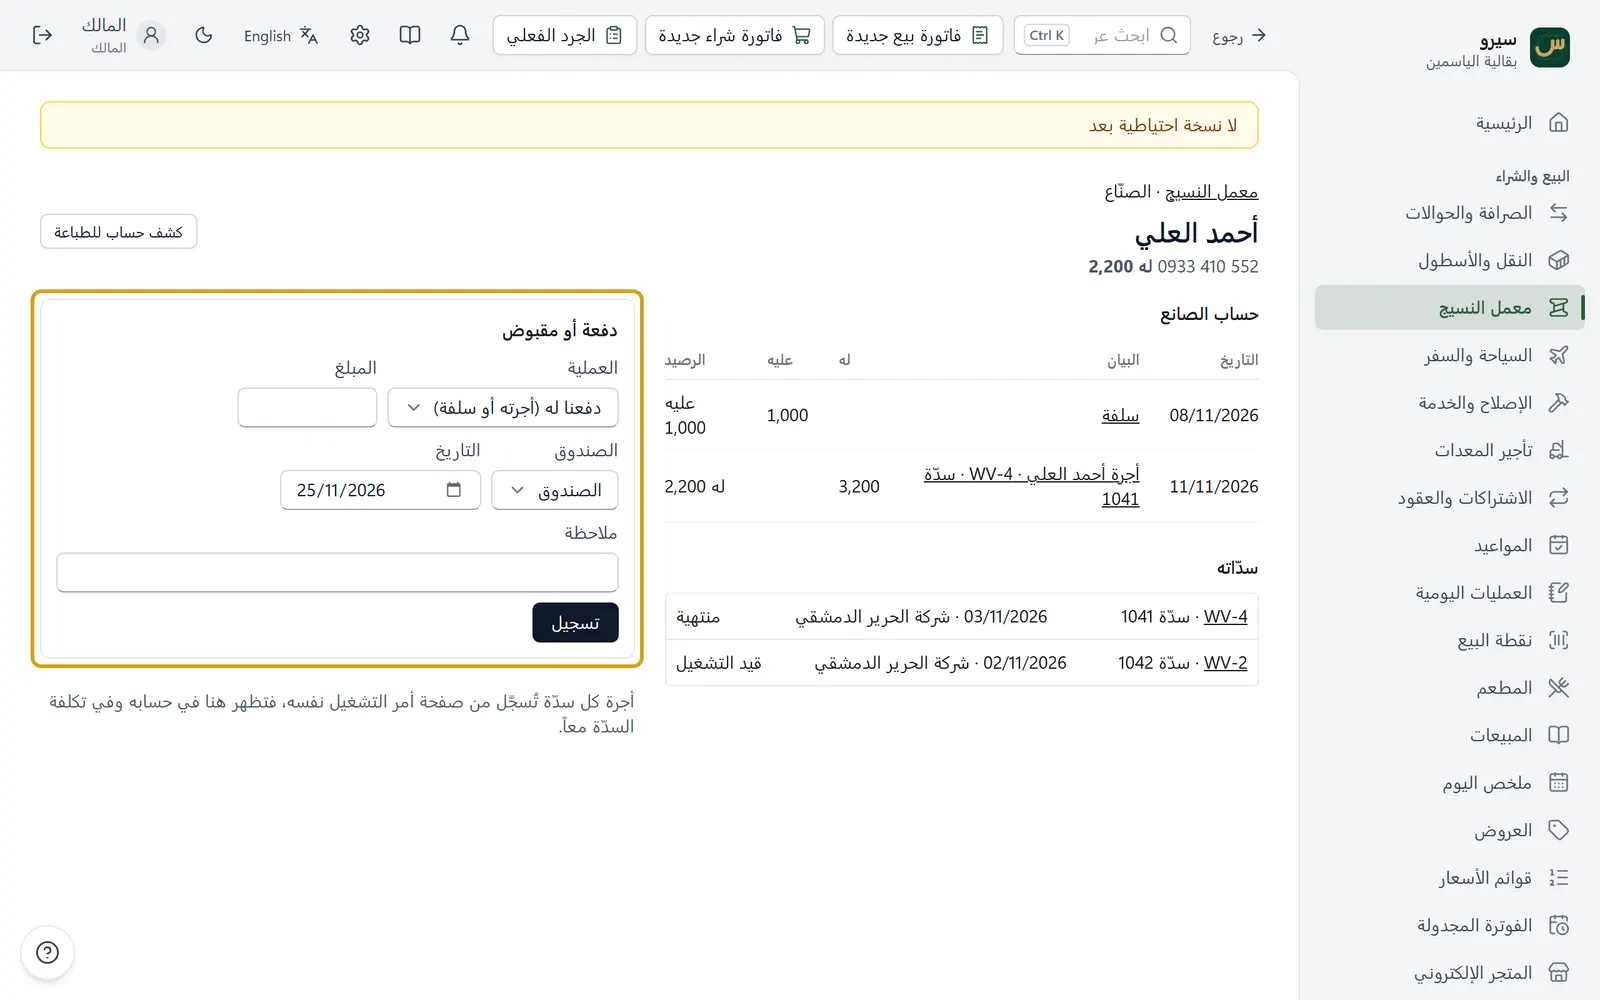 سيرو
بقالية الياسمين
رجوع
ابحث عر
Ctrl K
فاتورة بيع جديدة
فاتورة شراء جديدة
الجرد الفعلي
English
المالك
المالك
الرئيسية
البيع والشراء
الصرافة والحوالات
النقل والأسطول
معمل النسيج
السياحة والسفر
الإصلاح والخدمة
تأجير المعدات
الاشتراكات والعقود
المواعيد
العمليات اليومية
نقطة البيع
المطعم
المبيعات
ملخص اليوم
العروض
قوائم الأسعار
الفوترة المجدولة
المتجر الإلكتروني
لا نسخة احتياطية بعد
معمل النسيج · الصنّاع
أحمد العلي
0933 410 552 له 2,200
كشف حساب للطباعة
حساب الصانع
التاريخ البيان له عليه الرصيد
08/11/2026 سلفة 1,000 عليه 1,000
11/11/2026 أجرة أحمد العلي · WV-4 · سدّة 1041 3,200 له 2,200
سدّاته
WV-4 · سدّة 1041 03/11/2026 · شركة الحرير الدمشقي منتهية
WV-2 · سدّة 1042 02/11/2026 · شركة الحرير الدمشقي قيد التشغيل
دفعة أو مقبوض
العملية المبلغ
دفعنا له (أجرته أو سلفة)
الصندوق التاريخ
الصندوق 25/11/2026
ملاحظة
تسجيل
أجرة كل سدّة تُسجَّل من صفحة أمر التشغيل نفسه، فتظهر هنا في حسابه وفي تكلفة
السدّة معاً.